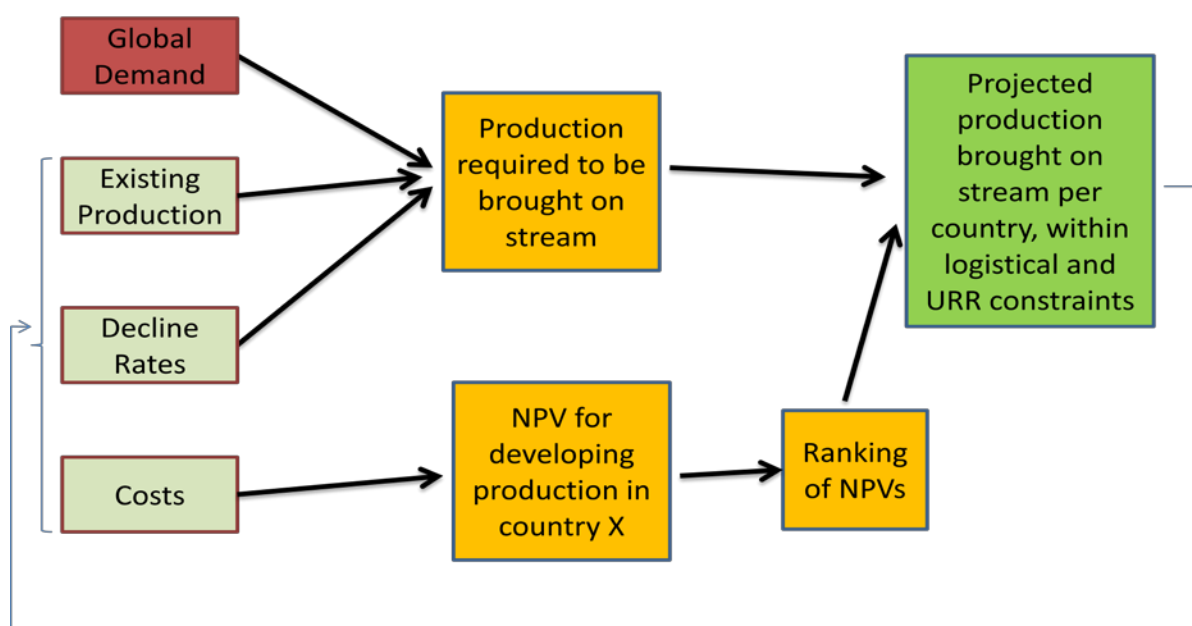 Global
Demand
Existing
Production
Decline
Rates
Costs
Production
required to be
brought on
stream
NPV for
developing
production in
country X
Ranking
of NPVs
Projected
production
brought on
stream per
country, within
logistical and
URR constraints